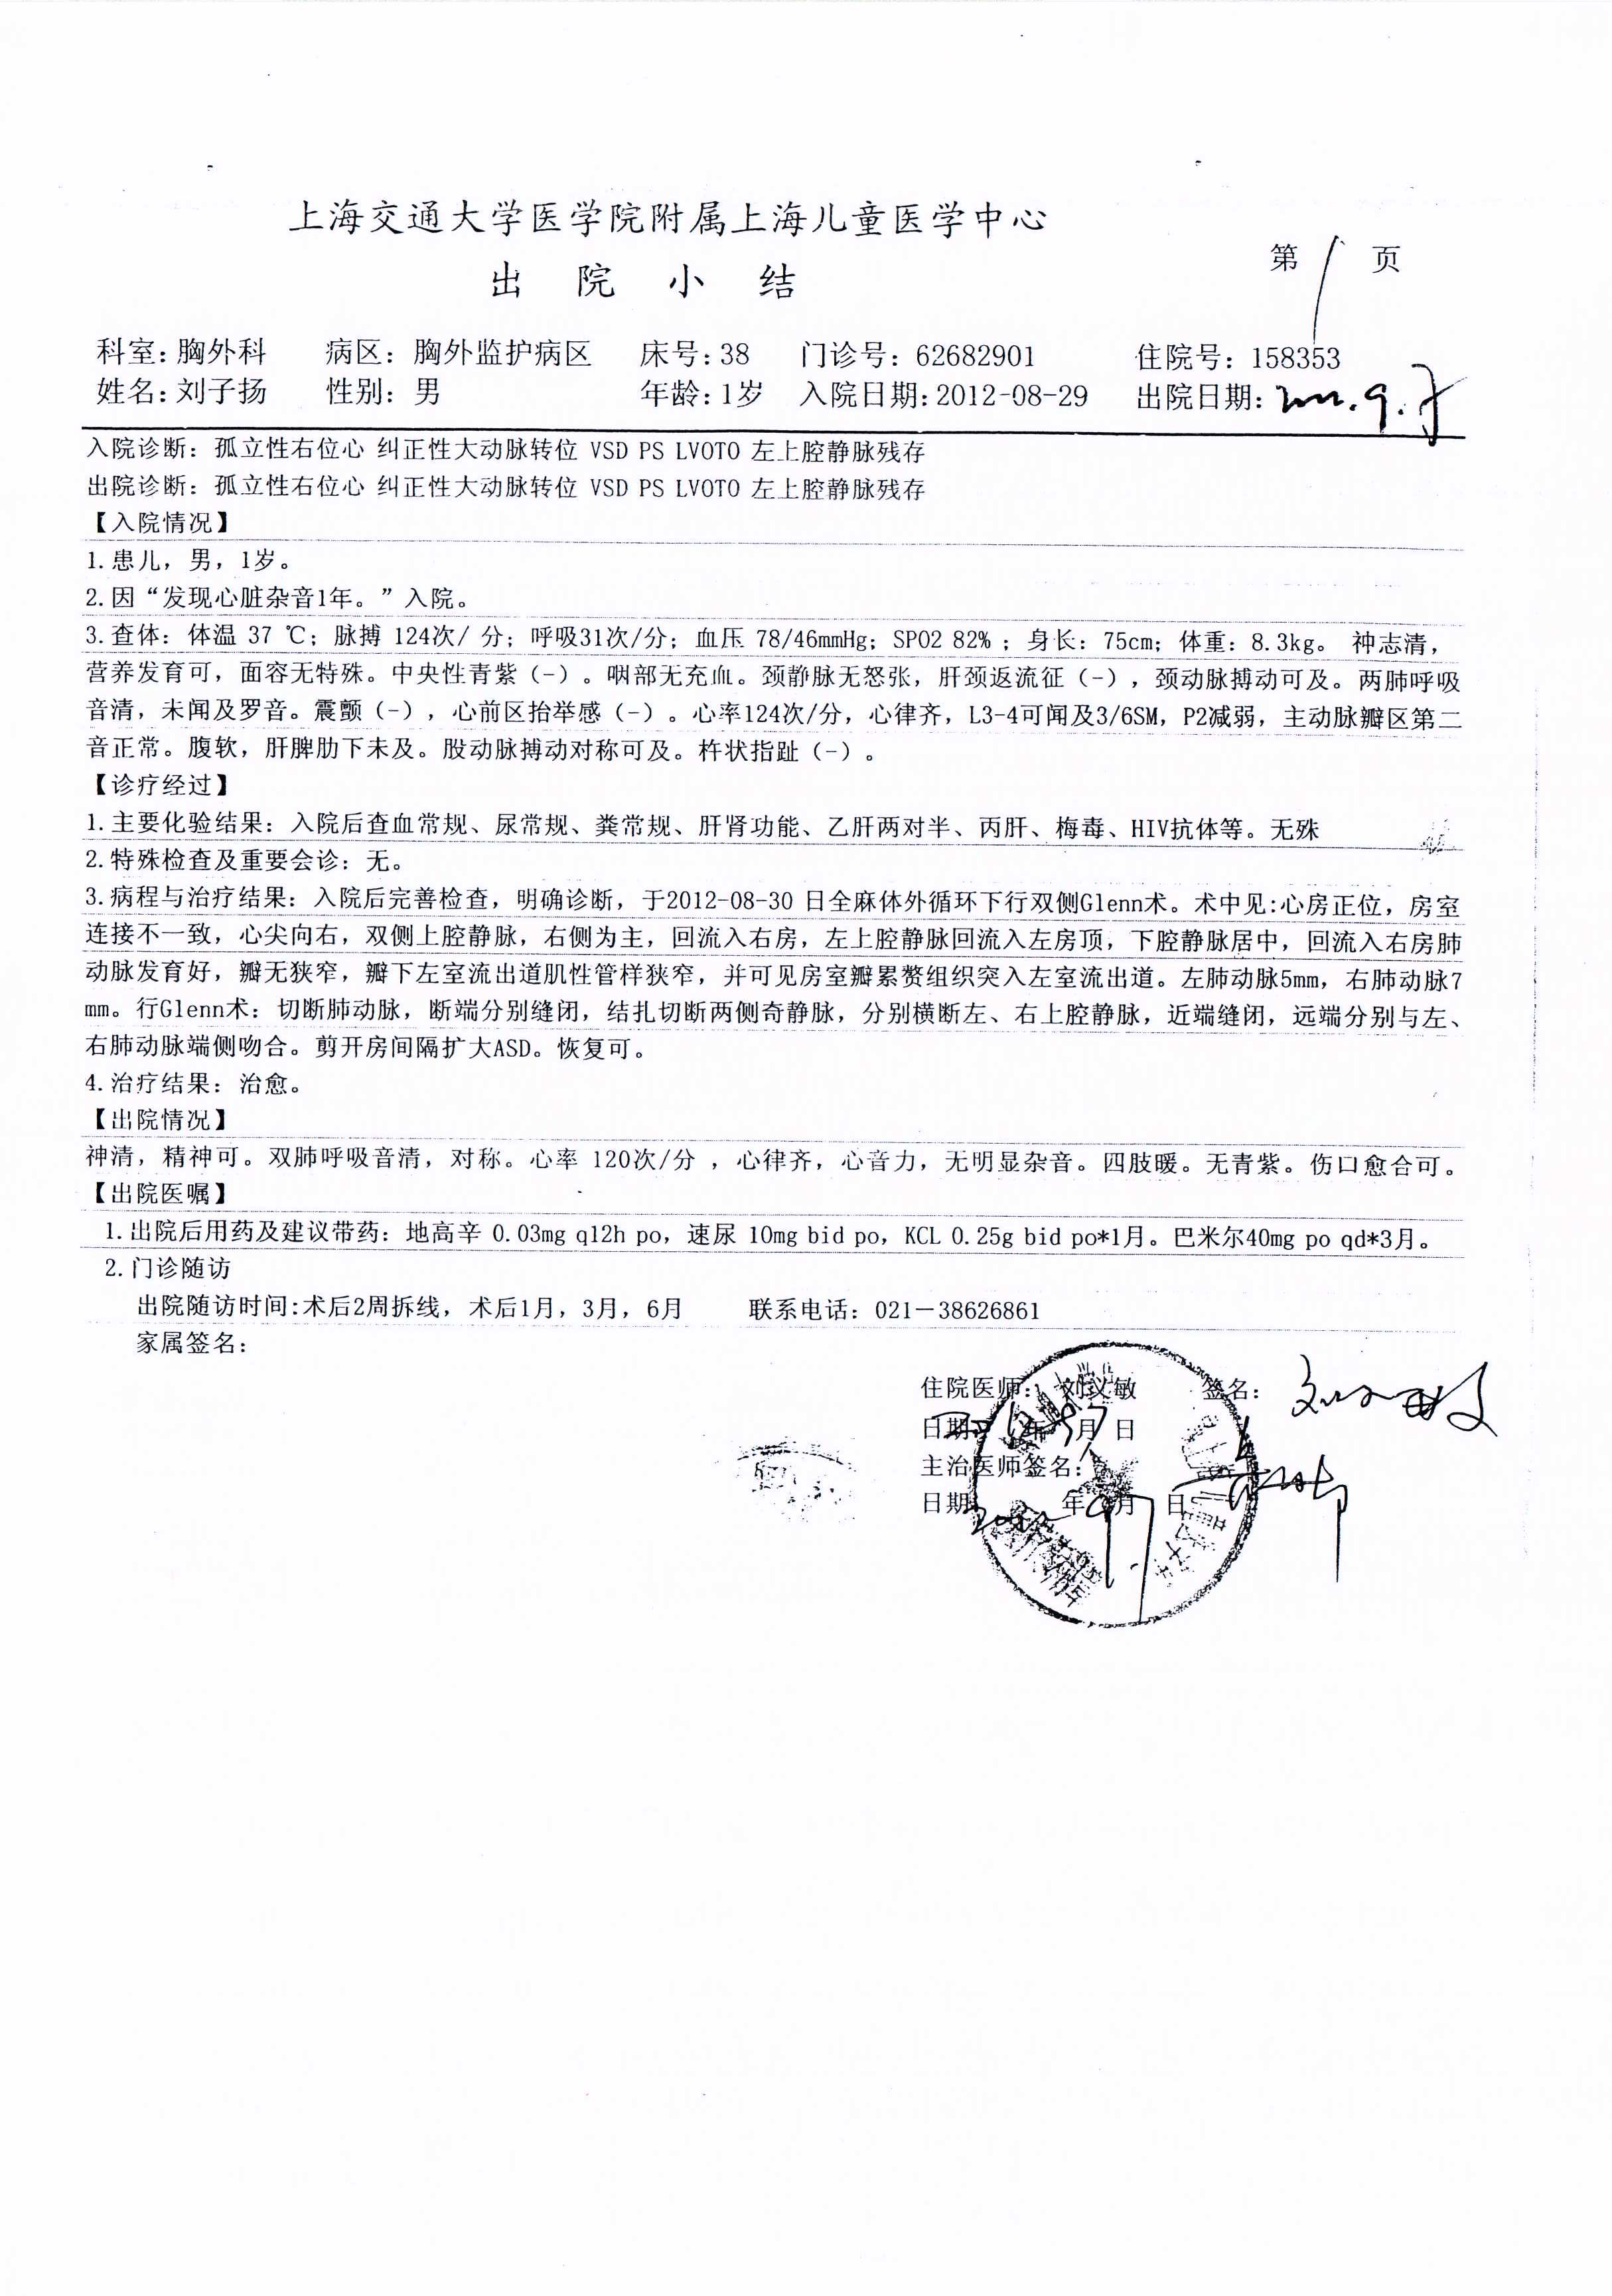 上海交通大学医学院附属上海儿童医学中心
出 院 小 结
第 1 页
科室：胸外科 病区：胸外监护病区 床号：38 门诊号：62682901 住院号：158353
姓名：刘子扬 性别：男 年龄：1岁 入院日期：2012-08-29 出院日期：
入院诊断：孤立性右位心 纠正性大动脉转位 VSD PS LVOTO 左上腔静脉残存
出院诊断：孤立性右位心 纠正性大动脉转位 VSD PS LVOTO 左上腔静脉残存
【入院情况】
1.患儿，男，1岁。
2.因“发现心脏杂音1年。”入院。
3.查体：体温 37 ℃；脉搏 124次/ 分；呼吸31次/分；血压 78/46mmHg；SPO2 82% ；身长：75cm；体重：8.3kg。 神志清，
营养发育可，面容无特殊。中央性青紫（-）。咽部无充血。颈静脉无怒张，肝颈返流征（-），颈动脉搏动可及。两肺呼吸
音清，未闻及罗音。震颤（-），心前区抬举感（-）。心率124次/分，心律齐，L3-4可闻及3/6SM，P2减弱，主动脉瓣区第二
音正常。腹软，肝脾肋下未及。股动脉搏动对称可及。杵状指趾（-）。
【诊疗经过】
1.主要化验结果：入院后查血常规、尿常规、粪常规、肝肾功能、乙肝两对半、丙肝、梅毒、HIV抗体等。无殊
2.特殊检查及重要会诊：无。
3.病程与治疗结果：入院后完善检查，明确诊断，于2012-08-30 日全麻体外循环下行双侧Glenn术。术中见:心房正位，房室
连接不一致，心尖向右，双侧上腔静脉，右侧为主，回流入右房，左上腔静脉回流入左房顶，下腔静脉居中，回流入右房肺
动脉发育好，瓣无狭窄，瓣下左室流出道肌性管样狭窄，并可见房室瓣累赘组织突入左室流出道。左肺动脉5mm，右肺动脉7
mm。行Glenn术：切断肺动脉，断端分别缝闭，结扎切断两侧奇静脉，分别横断左、右上腔静脉，近端缝闭，远端分别与左、
右肺动脉端侧吻合。剪开房间隔扩大ASD。恢复可。
4.治疗结果：治愈。
【出院情况】
神清，精神可。双肺呼吸音清，对称。心率 120次/分 ，心律齐，心音力，无明显杂音。四肢暖。无青紫。伤口愈合可。
【出院医嘱】
1.出院后用药及建议带药：地高辛 0.03mg q12h po，速尿 10mg bid po，KCL 0.25g bid po*1月。巴米尔40mg po qd*3月。
2.门诊随访
出院随访时间:术后2周拆线，术后1月，3月，6月 联系电话：021-38626861
家属签名：
住院医师： 刘汉敏 签名：
日期： 年 月 日
主治医师签名：
日期 年 月 日